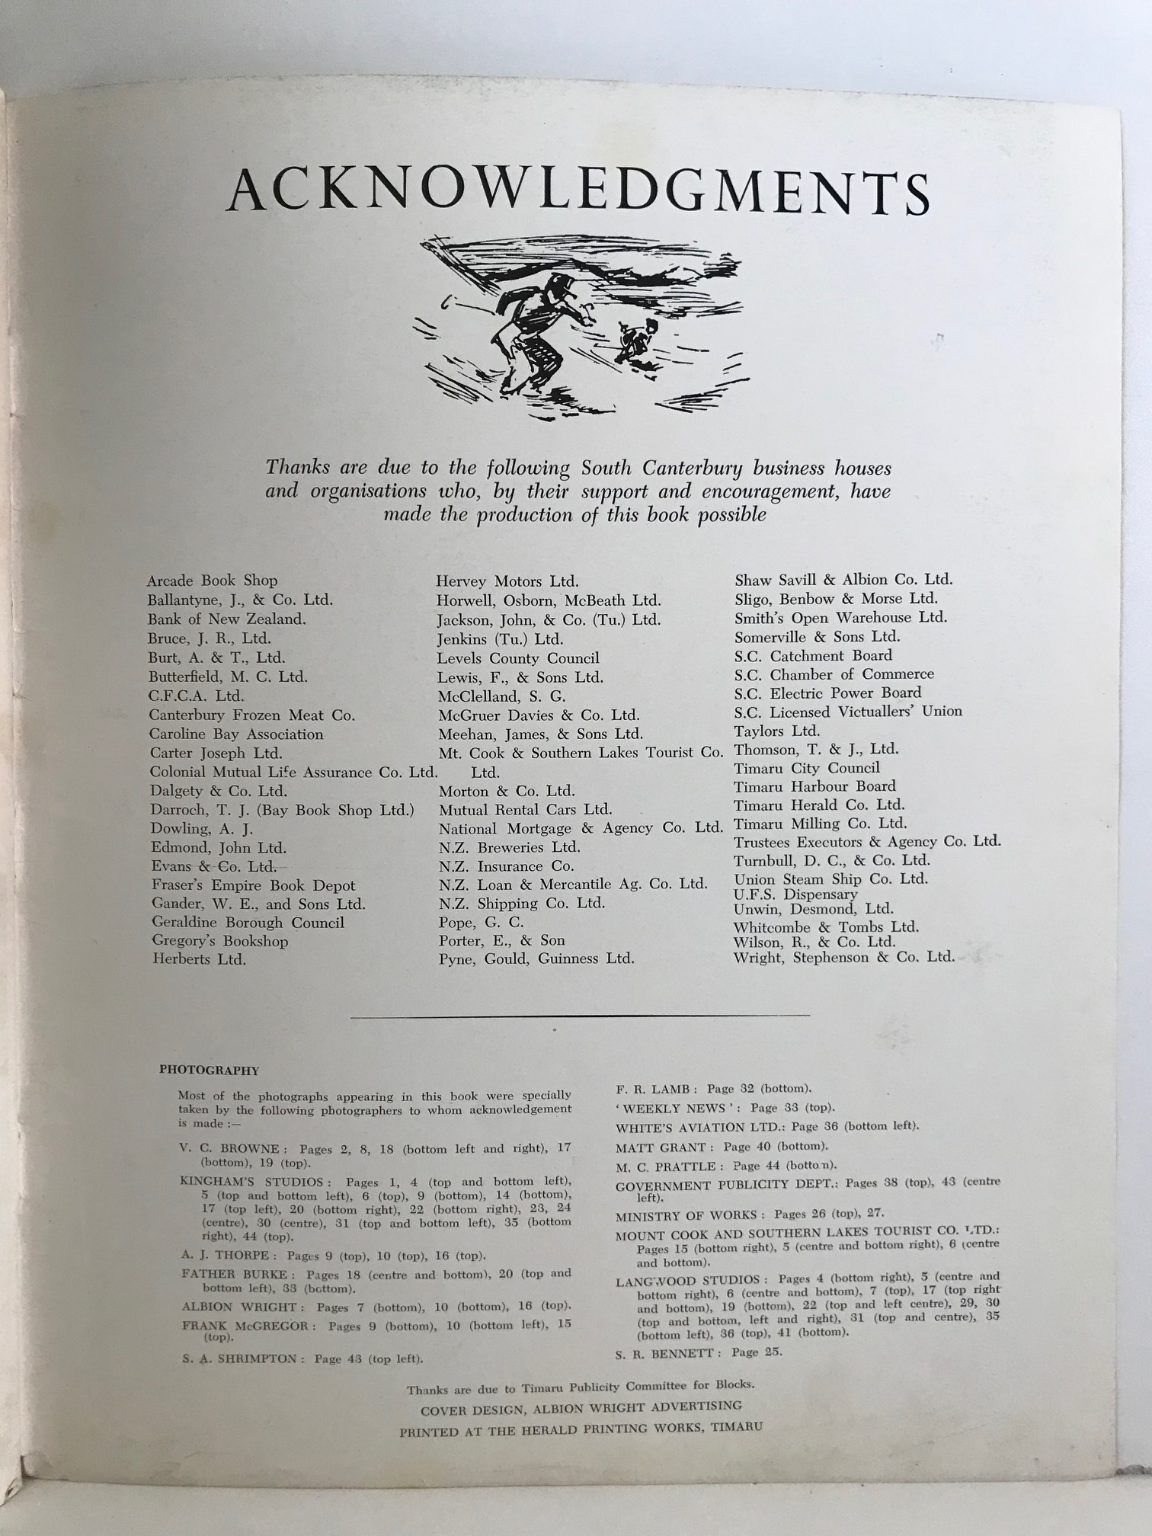 ACKNOWLEDGMENTS
Thanks are due to the following South Canterbury business houses
and organisations who, by their support and encouragement, have
made the production of this book possible
Arcade Book Shop
Ballantyne, J., & Co. Ltd.
Bank of New Zealand.
Bruce, J. R., Ltd.
Burt, A. & T., Ltd.
Butterfield, M. C. Ltd.
C.F.C.A. Ltd.
Canterbury Frozen Meat Co.
Caroline Bay Association
Carter Joseph Ltd.
Colonial Mutual Life Assurance Co. Ltd.
Dalgety & Co. Ltd.
Darroch, T. J. (Bay Book Shop Ltd.)
Dowling, A. J.
Edmond, John Ltd.
Evans & Co. Ltd.
Fraser's Empire Book Depot
Gander, W. E., and Sons Ltd.
Geraldine Borough Council
Gregory's Bookshop
Herberts Ltd.
Hervey Motors Ltd.
Horwell, Osborn, McBeath Ltd.
Jackson, John, & Co. (Tu.) Ltd.
Jenkins (Tu.) Ltd.
Levels County Council
Lewis, F., & Sons Ltd.
McClelland, S. G.
McGruer Davies & Co. Ltd.
Meehan, James, & Sons Ltd.
Mt. Cook & Southern Lakes Tourist Co.
Ltd.
Morton & Co. Ltd.
Mutual Rental Cars Ltd.
National Mortgage & Agency Co. Ltd.
N.Z. Breweries Ltd.
N.Z. Insurance Co.
N.Z. Loan & Mercantile Ag. Co. Ltd.
N.Z. Shipping Co. Ltd.
Pope, G. C.
Porter, E., & Son
Pyne, Gould, Guinness Ltd.
Shaw Savill & Albion Co. Ltd.
Sligo, Benbow & Morse Ltd.
Smith's Open Warehouse Ltd.
Somerville & Sons Ltd.
S.C. Catchment Board
S.C. Chamber of Commerce
S.C. Electric Power Board
S.C. Licensed Victuallers' Union
Taylors Ltd.
Thomson, T. & J., Ltd.
Timaru City Council
Timaru Harbour Board
Timaru Herald Co. Ltd.
Timaru Milling Co. Ltd.
Trustees Executors & Agency Co. Ltd.
Turnbull, D. C., & Co. Ltd.
Union Steam Ship Co. Ltd.
U.F.S. Dispensary
Unwin, Desmond, Ltd.
Whitcombe & Tombs Ltd.
Wilson, R., & Co. Ltd.
Wright, Stephenson & Co. Ltd.
PHOTOGRAPHY
Most of the photographs appearing in this book were specially
taken by the following photographers to whom acknowledgement
is made :—
V. C. BROWNE : Pages 2, 8, 18 (bottom left and right), 17
(bottom), 19 (top).
KINGHAM'S STUDIOS : Pages 1, 4 (top and bottom left),
5 (top and bottom left), 6 (top), 9 (bottom), 14 (bottom),
17 (top left), 20 (bottom right), 22 (bottom right), 23, 24
(centre), 30 (centre), 31 (top and bottom left), 35 (bottom
right), 44 (top).
A. J. THORPE : Pages 9 (top), 10 (top), 16 (top).
FATHER BURKE : Pages 18 (centre and bottom), 20 (top and
bottom left), 33 (bottom).
ALBION WRIGHT : Pages 7 (bottom), 10 (bottom), 16 (top).
FRANK McGREGOR : Pages 9 (bottom), 10 (bottom left), 15
(top).
S. A. SHRIMPTON : Page 43 (top left).
F. R. LAMB : Page 32 (bottom).
' WEEKLY NEWS ' : Page 33 (top).
WHITE'S AVIATION LTD.: Page 36 (bottom left).
MATT GRANT : Page 40 (bottom).
M. C. PRATTLE : Page 44 (bottom).
GOVERNMENT PUBLICITY DEPT.: Pages 38 (top), 43 (centre
left).
MINISTRY OF WORKS : Pages 26 (top), 27.
MOUNT COOK AND SOUTHERN LAKES TOURIST CO. LTD.:
Pages 15 (bottom right), 5 (centre and bottom right), 6 (centre
and bottom).
LANGWOOD STUDIOS : Pages 4 (bottom right), 5 (centre and
bottom right), 6 (centre and bottom), 7 (top), 17 (top right
and bottom), 19 (bottom), 22 (top and left centre), 29, 30
(top and bottom, left and right), 31 (top and centre), 35
(bottom left), 36 (top), 41 (bottom).
S. R. BENNETT : Page 25.
Thanks are due to Timaru Publicity Committee for Blocks.
COVER DESIGN, ALBION WRIGHT ADVERTISING
PRINTED AT THE HERALD PRINTING WORKS, TIMARU